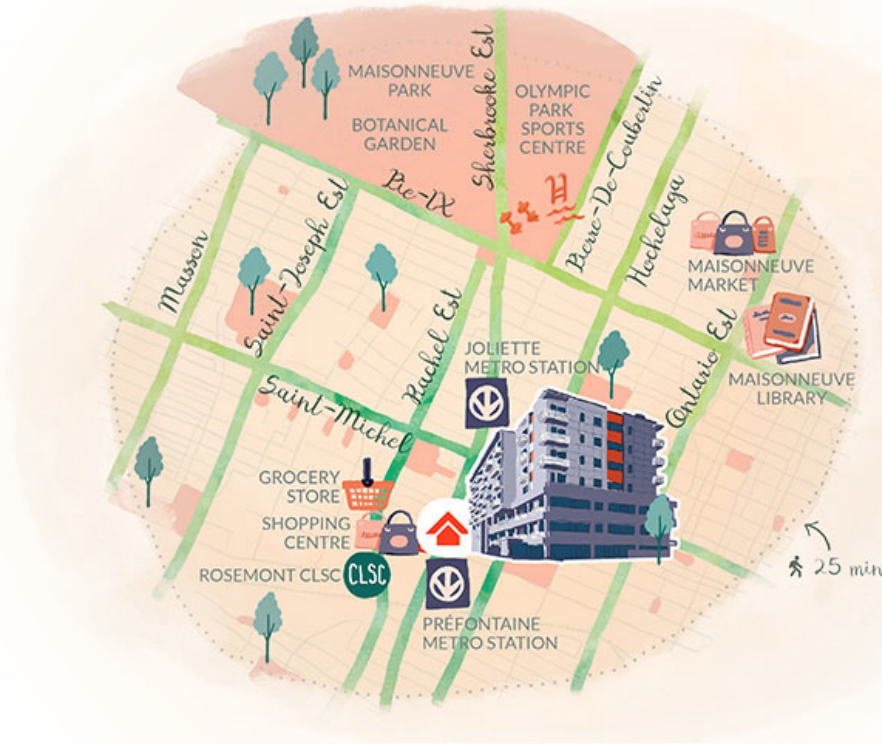 MAISONNEUVE
PARK
BOTANICAL
GARDEN
Sherbrooke Est
OLYMPIC
PARK
SPORTS
CENTRE
Pierre-De-Coubertin
Pie-IX
Hochelaga
Masson
Saint-Joseph Est
MAISONNEUVE
MARKET
Rachel Est
JOLIETTE
METRO STATION
Ontario Est
MAISONNEUVE
LIBRARY
Saint-Michel
GROCERY
STORE
SHOPPING
CENTRE
ROSEMONT CLSC
CLSC
25 min
PRÉFONTAINE
METRO STATION